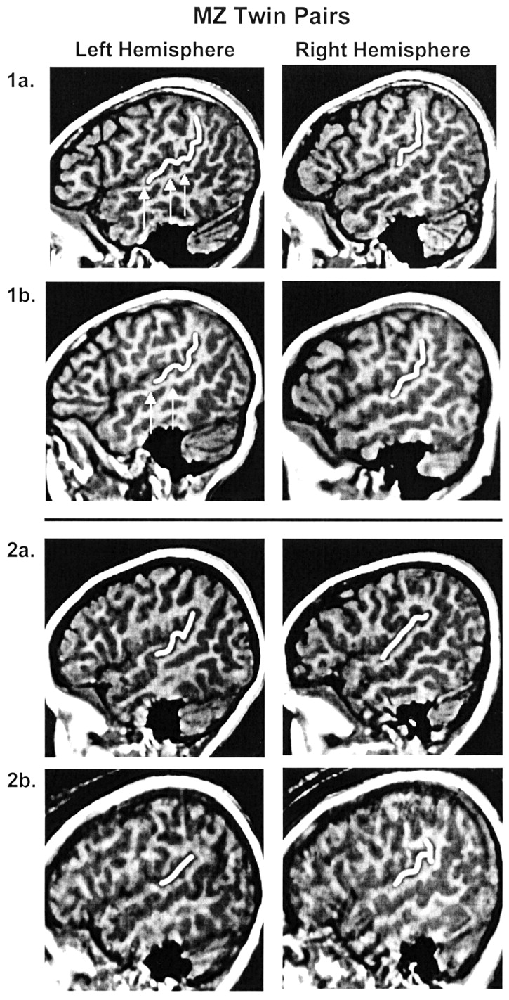 MZ Twin Pairs
Left Hemisphere Right Hemisphere
1a.
1b.
2a.
2b.